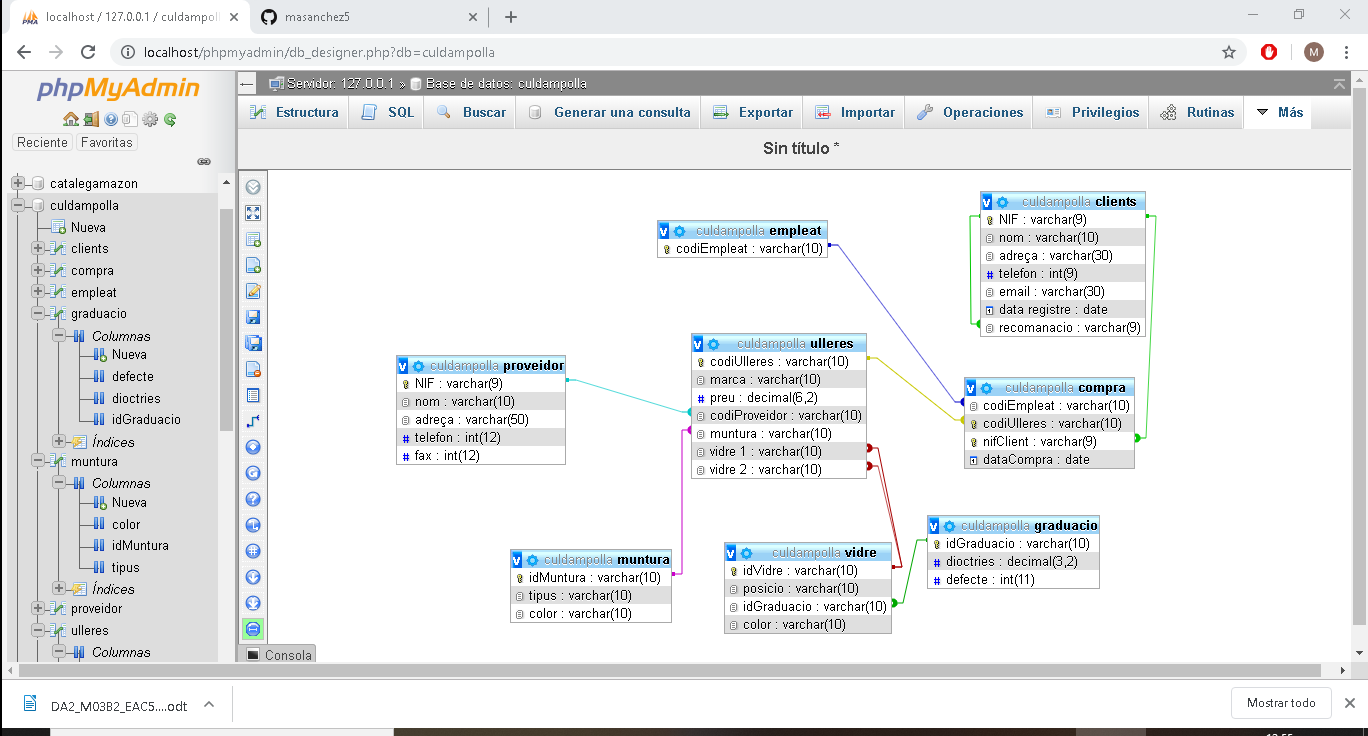 localhost / 127.0.0.1 / culdampoll
masanchez5
localhost/phpmyadmin/db_designer.php?db=culdampolla
M
phpMyAdmin
Reciente
Favoritas
catalegamazon
culdampolla
Nueva
clients
compra
empleat
graduacio
Columnas
Nueva
defecte
dioctries
idGraduacio
Índices
muntura
Columnas
Nueva
color
idMuntura
tipus
Índices
proveidor
ulleres
Columnas
Servidor: 127.0.0.1 » Base de datos: culdampolla
Estructura
SQL
Buscar
Generar una consulta
Exportar
Importar
Operaciones
Privilegios
Rutinas
Más
Sin título *
culdampolla empleat
codiEmpleat : varchar(10)
culdampolla clients
NIF : varchar(9)
nom : varchar(10)
adreça : varchar(30)
telefon : int(9)
email : varchar(30)
data registre : date
recomanacio : varchar(9)
culdampolla ulleres
codiUlleres : varchar(10)
marca : varchar(10)
preu : decimal(6,2)
codiProveidor : varchar(10)
muntura : varchar(10)
vidre 1 : varchar(10)
vidre 2 : varchar(10)
culdampolla proveidor
NIF : varchar(9)
nom : varchar(10)
adreça : varchar(50)
telefon : int(12)
fax : int(12)
culdampolla compra
codiEmpleat : varchar(10)
codiUlleres : varchar(10)
nifClient : varchar(9)
dataCompra : date
culdampolla muntura
idMuntura : varchar(10)
tipus : varchar(10)
color : varchar(10)
culdampolla vidre
idVidre : varchar(10)
posicio : varchar(10)
idGraduacio : varchar(10)
color : varchar(10)
culdampolla graduacio
idGraduacio : varchar(10)
dioctries : decimal(3,2)
defecte : int(11)
Consola
DA2_M03B2_EAC5....odt
Mostrar todo